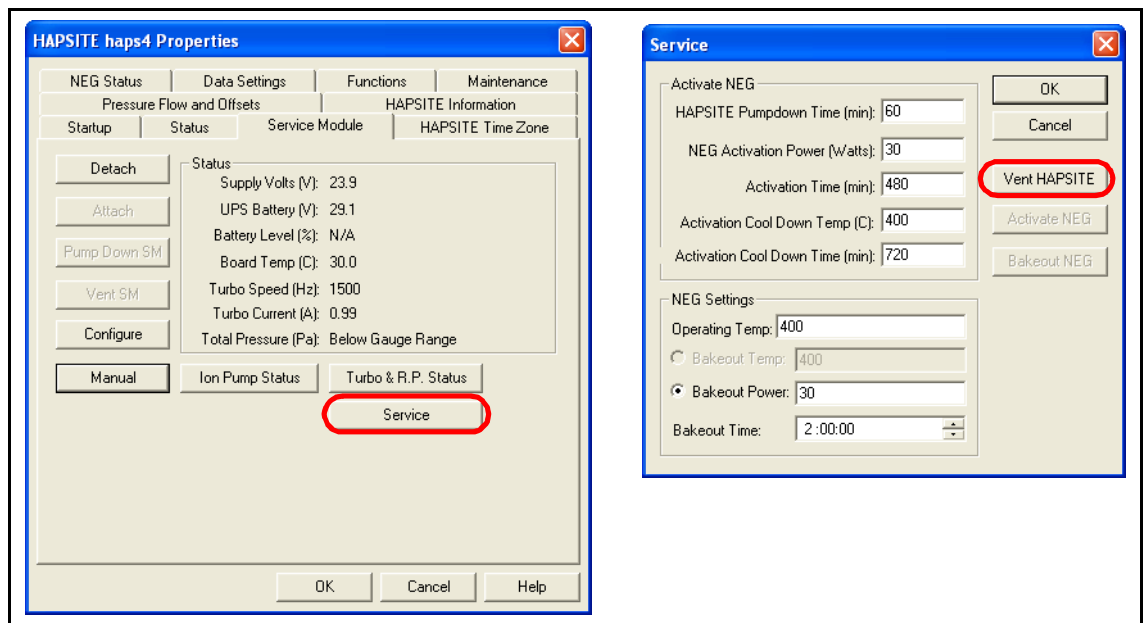 HAPSITE haps4 Properties
NEG Status
Data Settings
Functions
Maintenance
Pressure Flow and Offsets
HAPSITE Information
Startup
Status
Service Module
HAPSITE Time Zone
Detach
Attach
Pump Down SM
Vent SM
Configure
Status
Supply Volts (V): 23.9
UPS Battery (V): 29.1
Battery Level (%): N/A
Board Temp (C): 30.0
Turbo Speed (Hz): 1500
Turbo Current (A): 0.99
Total Pressure (Pa): Below Gauge Range
Manual
Ion Pump Status
Turbo & R.P. Status
Service
OK
Cancel
Help
Service
Activate NEG
HAPSITE Pumpdown Time (min): 60
NEG Activation Power (Watts): 30
Activation Time (min): 480
Activation Cool Down Temp (C): 400
Activation Cool Down Time (min): 720
OK
Cancel
Vent HAPSITE
Activate NEG
Bakeout NEG
NEG Settings
Operating Temp: 400
Bakeout Temp: 400
Bakeout Power: 30
Bakeout Time: 2 :00:00